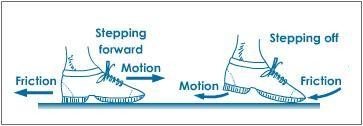 Stepping
forward
Friction
Motion
Stepping off
Motion
Friction